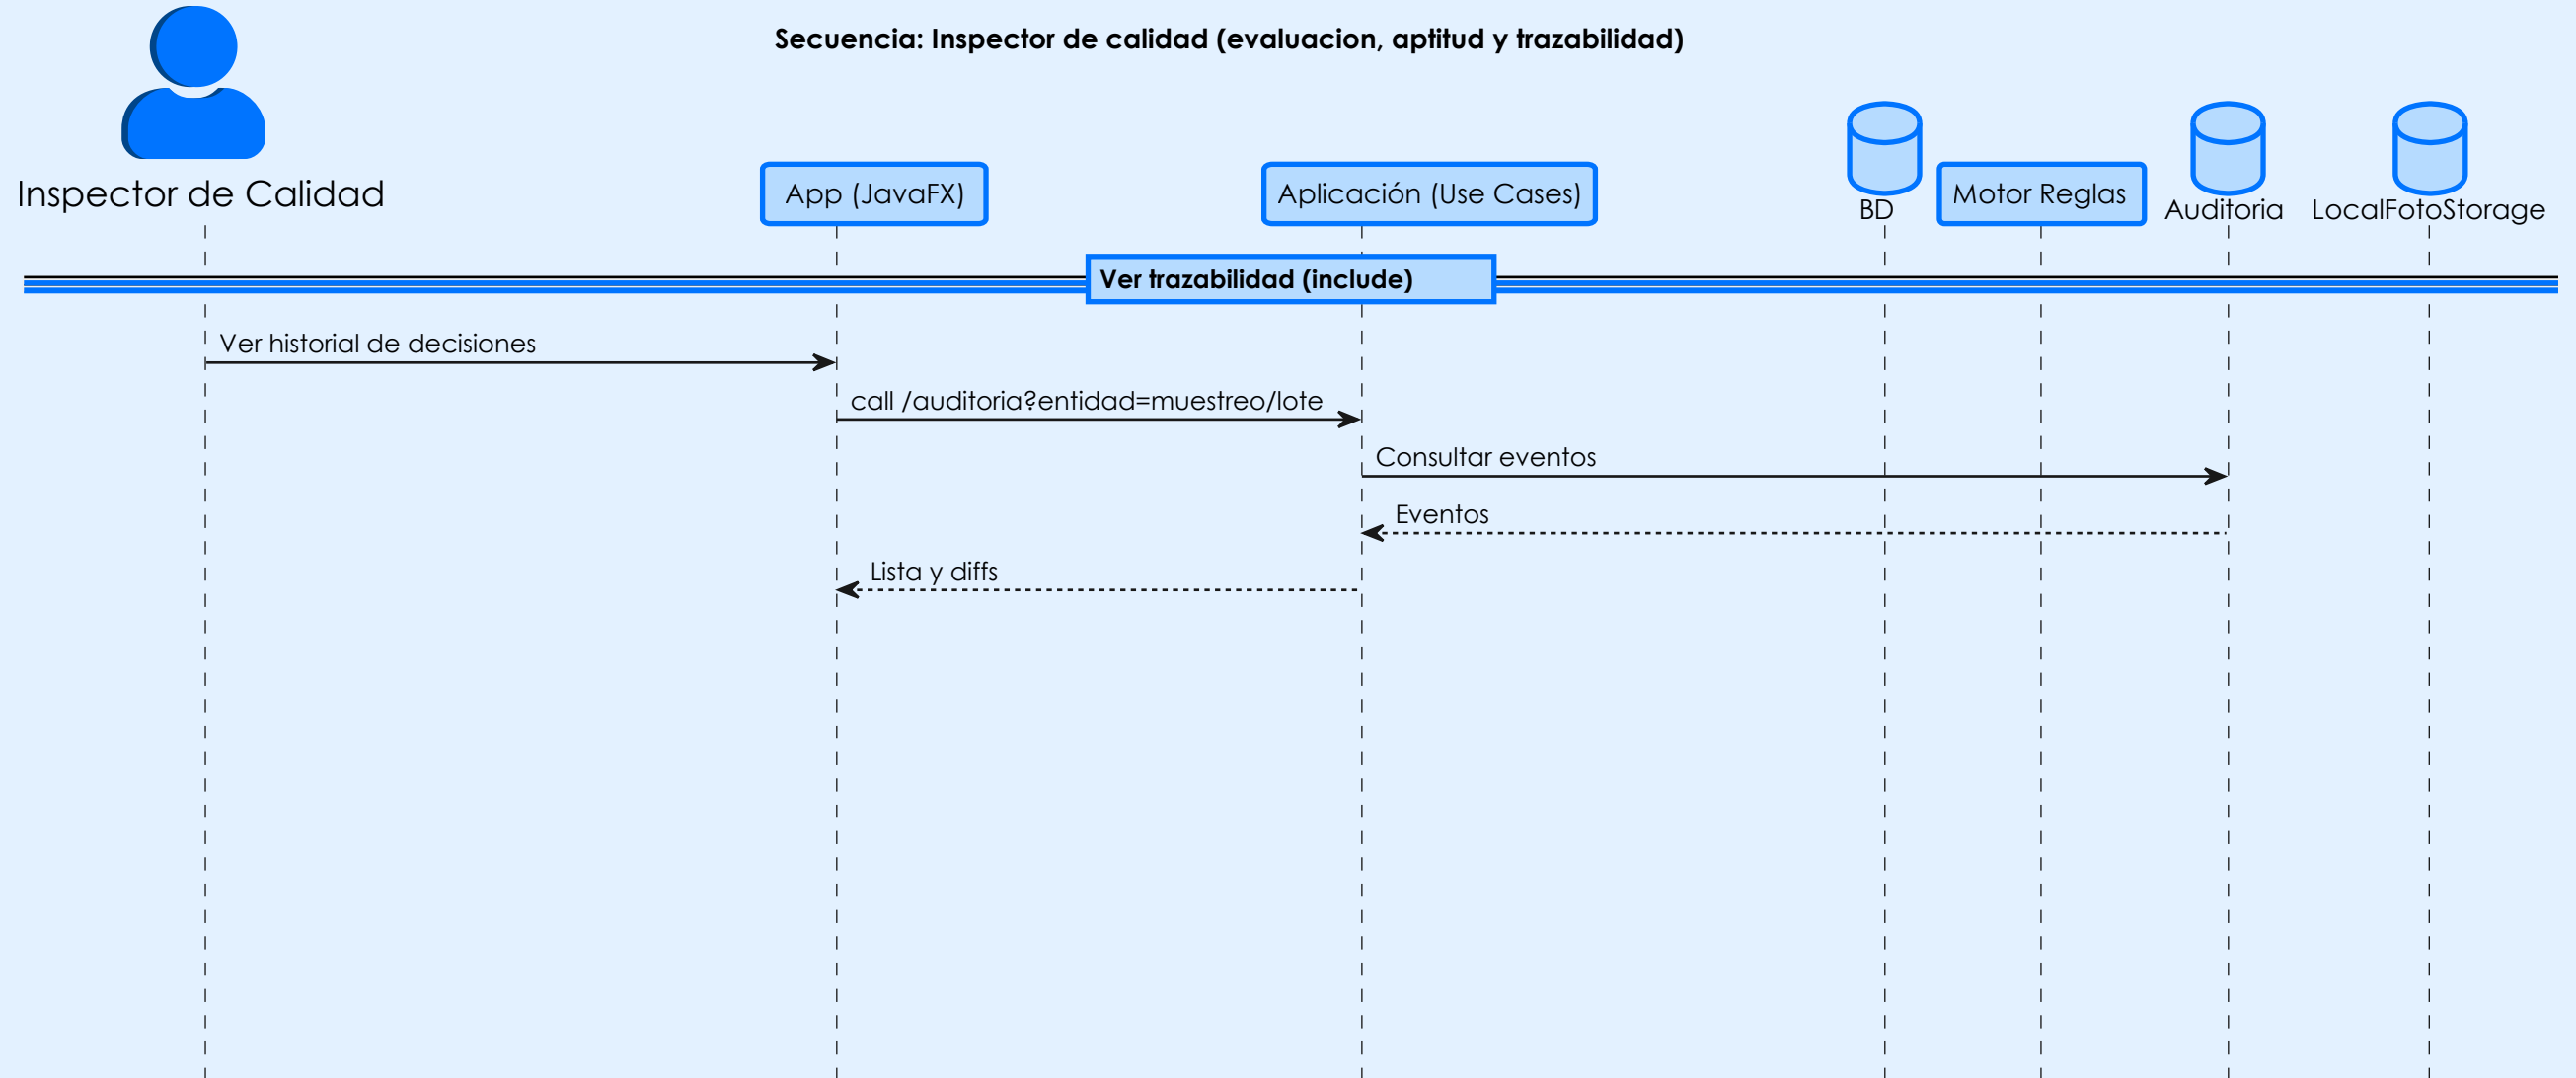 Secuencia: Inspector de calidad (evaluacion, aptitud y trazabilidad)
Inspector de Calidad
App (JavaFX)
Aplicación (Use Cases)
BD
Motor Reglas
Auditoria
LocalFotoStorage
Ver trazabilidad (include)
Ver historial de decisiones
call /auditoria?entidad=muestreo/lote
Consultar eventos
Eventos
Lista y diffs